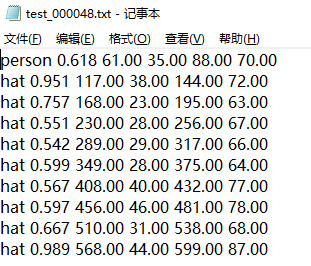 test_000048.txt - 记事本
文件(F) 编辑(E) 格式(O) 查看(V) 帮助(H)
person 0.618 61.00 35.00 88.00 70.00
hat 0.951 117.00 38.00 144.00 72.00
hat 0.757 168.00 23.00 195.00 63.00
hat 0.551 230.00 28.00 256.00 67.00
hat 0.542 289.00 29.00 317.00 66.00
hat 0.599 349.00 28.00 375.00 64.00
hat 0.567 408.00 40.00 432.00 77.00
hat 0.597 456.00 46.00 481.00 78.00
hat 0.667 510.00 31.00 538.00 68.00
hat 0.989 568.00 44.00 599.00 87.00